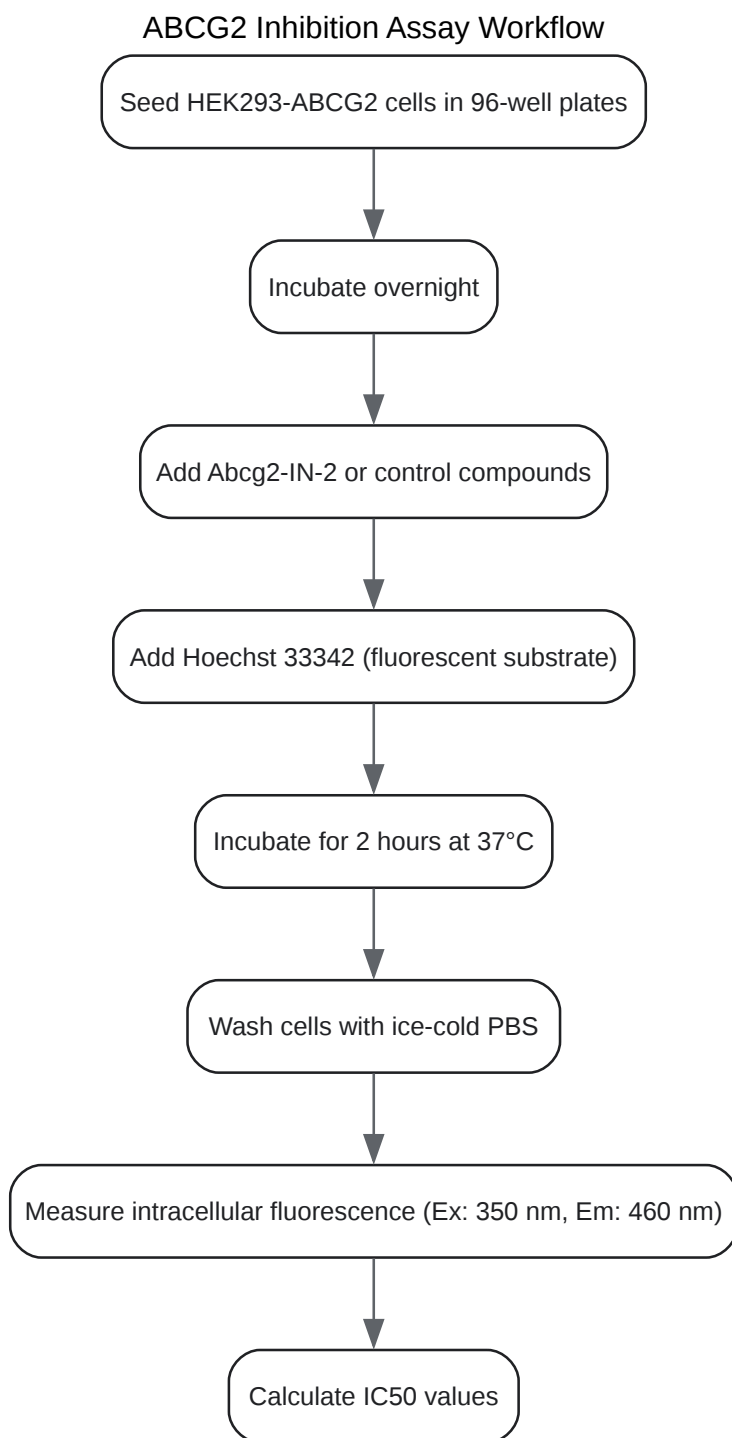 ABCG2 Inhibition Assay Workflow
Seed HEK293-ABCG2 cells in 96-well plates
Incubate overnight
Add Abcg2-IN-2 or control compounds
Add Hoechst 33342 (fluorescent substrate)
Incubate for 2 hours at 37°C
Wash cells with ice-cold PBS
Measure intracellular fluorescence (Ex: 350 nm, Em: 460 nm)
Calculate IC50 values